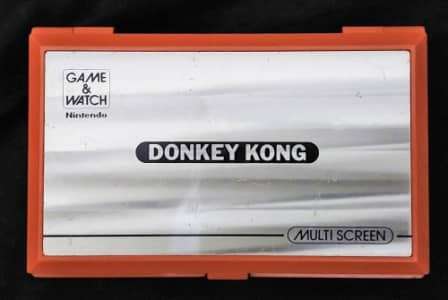 GAME
&
WATCH
Nintendo
DONKEY KONG
MULTI SCREEN